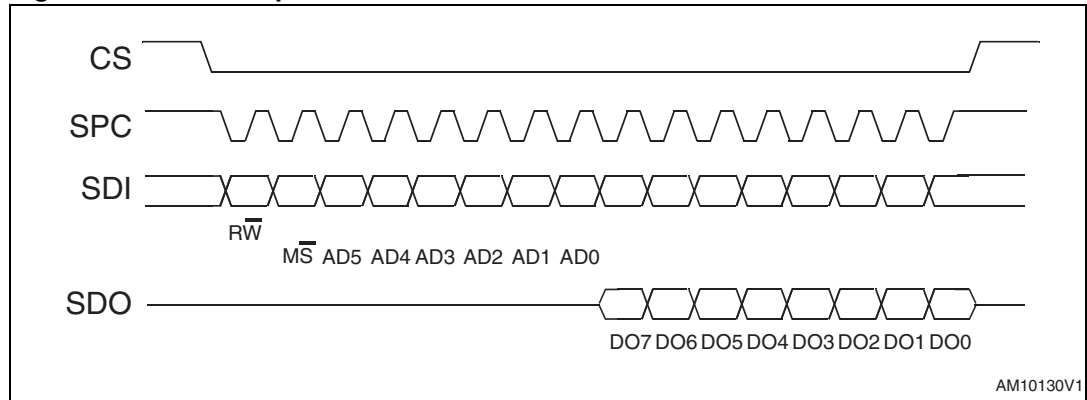 CS
SPC
SDI
RW̅
MS̅ AD5 AD4 AD3 AD2 AD1 AD0
SDO
DO7 DO6 DO5 DO4 DO3 DO2 DO1 DO0
AM10130V1